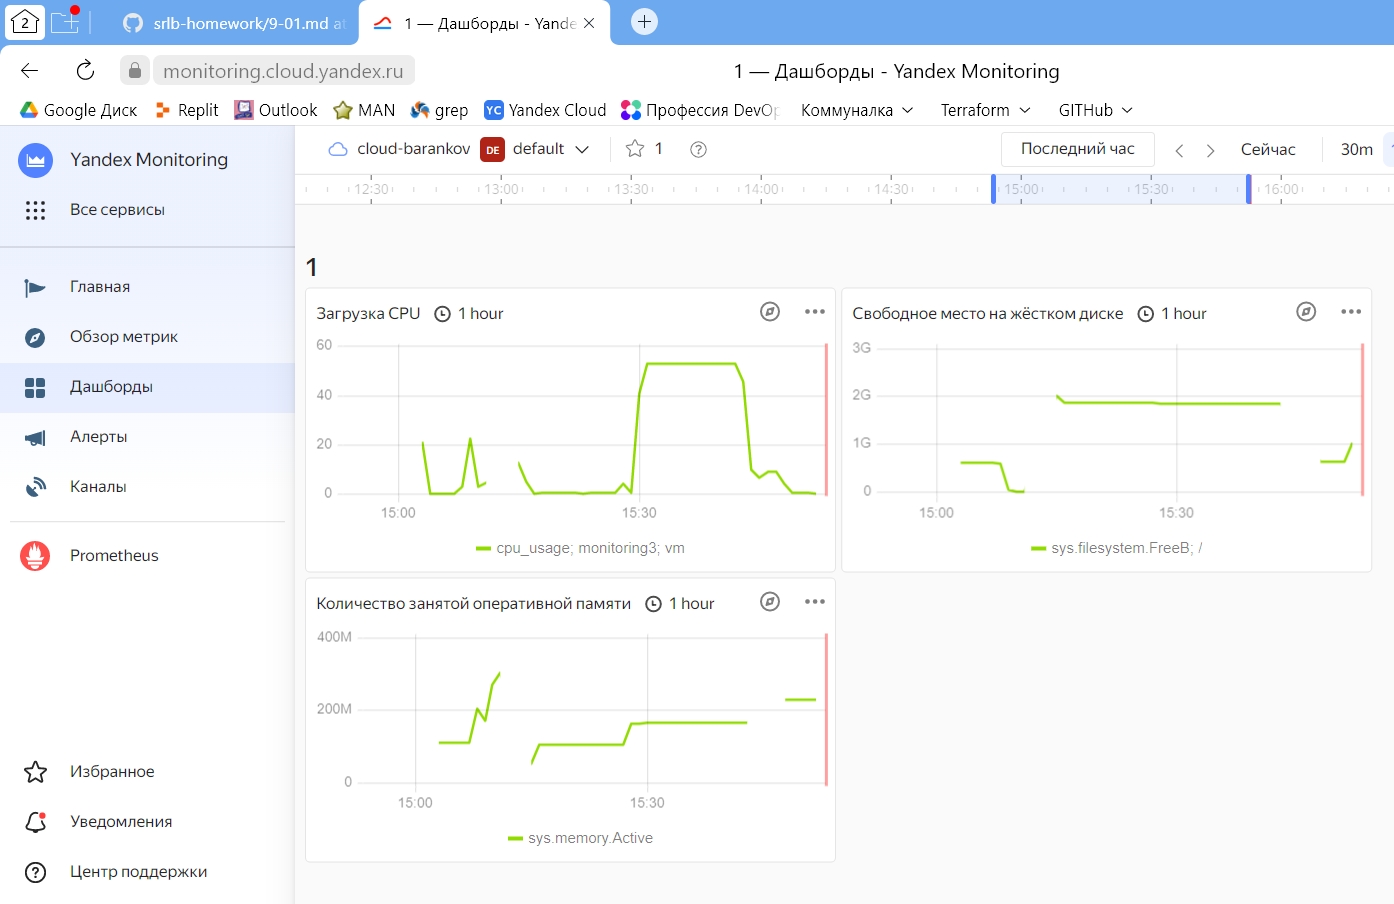 2
srlb-homework/9-01.md at
1 — Дашборды - Yande
monitoring.cloud.yandex.ru
1 — Дашборды - Yandex Monitoring
Google Диск
Replit
Outlook
MAN
grep
YC Yandex Cloud
Профессия DevOp
Коммуналка
Terraform
GITHub
Yandex Monitoring
Все сервисы
Главная
Обзор метрик
Дашборды
Алерты
Каналы
Prometheus
Избранное
Уведомления
Центр поддержки
cloud-barankov DE default 1
Последний час
Сейчас
30m
12:30 13:00 13:30 14:00 14:30 15:00 15:30 16:00
1
Загрузка CPU 1 hour
60
40
20
0
15:00 15:30
cpu_usage; monitoring3; vm
Свободное место на жёстком диске 1 hour
3G
2G
1G
0
15:00 15:30
sys.filesystem.FreeB; /
Количество занятой оперативной памяти 1 hour
400M
200M
0
15:00 15:30
sys.memory.Active